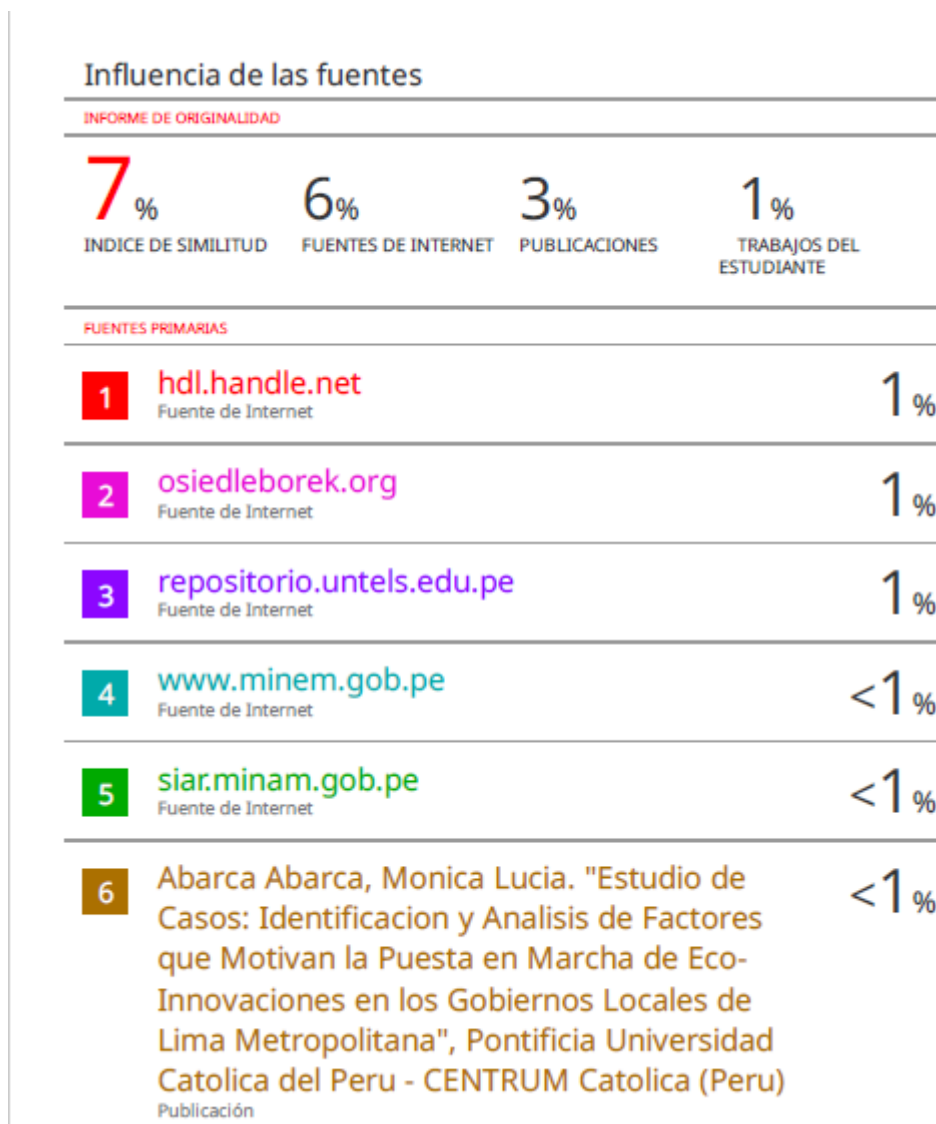 Influencia de las fuentes
INFORME DE ORIGINALIDAD
7% 6% 3% 1%
INDICE DE SIMILITUD FUENTES DE INTERNET PUBLICACIONES TRABAJOS DEL
ESTUDIANTE
FUENTES PRIMARIAS
1 hdl.handle.net 1%
Fuente de Internet
2 osiedleborek.org 1%
Fuente de Internet
3 repositorio.untels.edu.pe 1%
Fuente de Internet
4 www.minem.gob.pe <1%
Fuente de Internet
5 siar.minam.gob.pe <1%
Fuente de Internet
6 Abarca Abarca, Monica Lucia. "Estudio de <1%
Casos: Identificacion y Analisis de Factores
que Motivan la Puesta en Marcha de Eco-
Innovaciones en los Gobiernos Locales de
Lima Metropolitana", Pontificia Universidad
Catolica del Peru - CENTRUM Catolica (Peru)
Publicación